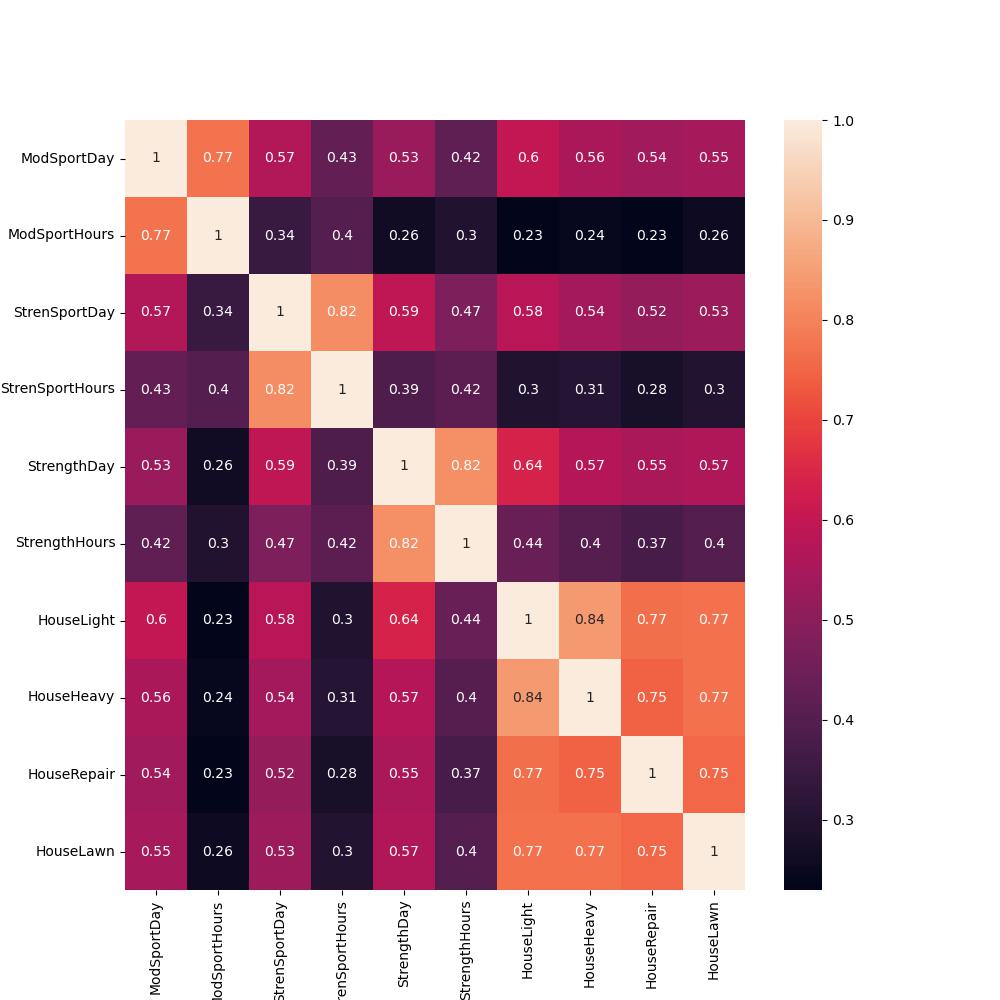 ModSportDay 1 0.77 0.57 0.43 0.53 0.42 0.6 0.56 0.54 0.55
ModSportHours 0.77 1 0.34 0.4 0.26 0.3 0.23 0.24 0.23 0.26
StrenSportDay 0.57 0.34 1 0.82 0.59 0.47 0.58 0.54 0.52 0.53
StrenSportHours 0.43 0.4 0.82 1 0.39 0.42 0.3 0.31 0.28 0.3
StrengthDay 0.53 0.26 0.59 0.39 1 0.82 0.64 0.57 0.55 0.57
StrengthHours 0.42 0.3 0.47 0.42 0.82 1 0.44 0.4 0.37 0.4
HouseLight 0.6 0.23 0.58 0.3 0.64 0.44 1 0.84 0.77 0.77
HouseHeavy 0.56 0.24 0.54 0.31 0.57 0.4 0.84 1 0.75 0.77
HouseRepair 0.54 0.23 0.52 0.28 0.55 0.37 0.77 0.75 1 0.75
HouseLawn 0.55 0.26 0.53 0.3 0.57 0.4 0.77 0.77 0.75 1
ModSportDay
odSportHours
StrenSportDay
renSportHours
StrengthDay
StrengthHours
HouseLight
HouseHeavy
HouseRepair
HouseLawn
1.0
0.9
0.8
0.7
0.6
0.5
0.4
0.3